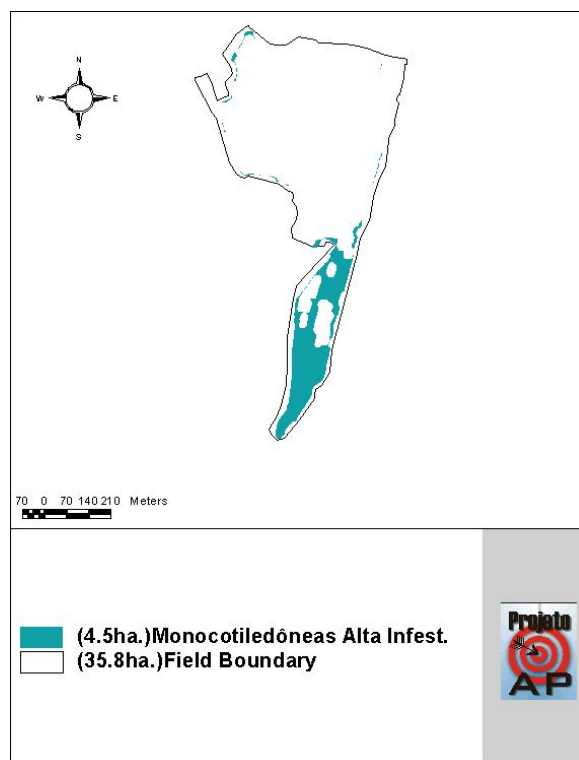 N
W E
S
70 0 70 140 210 Meters
(4.5ha.)Monocotiledôneas Alta Infest.
(35.8ha.)Field Boundary
Projeto
AP